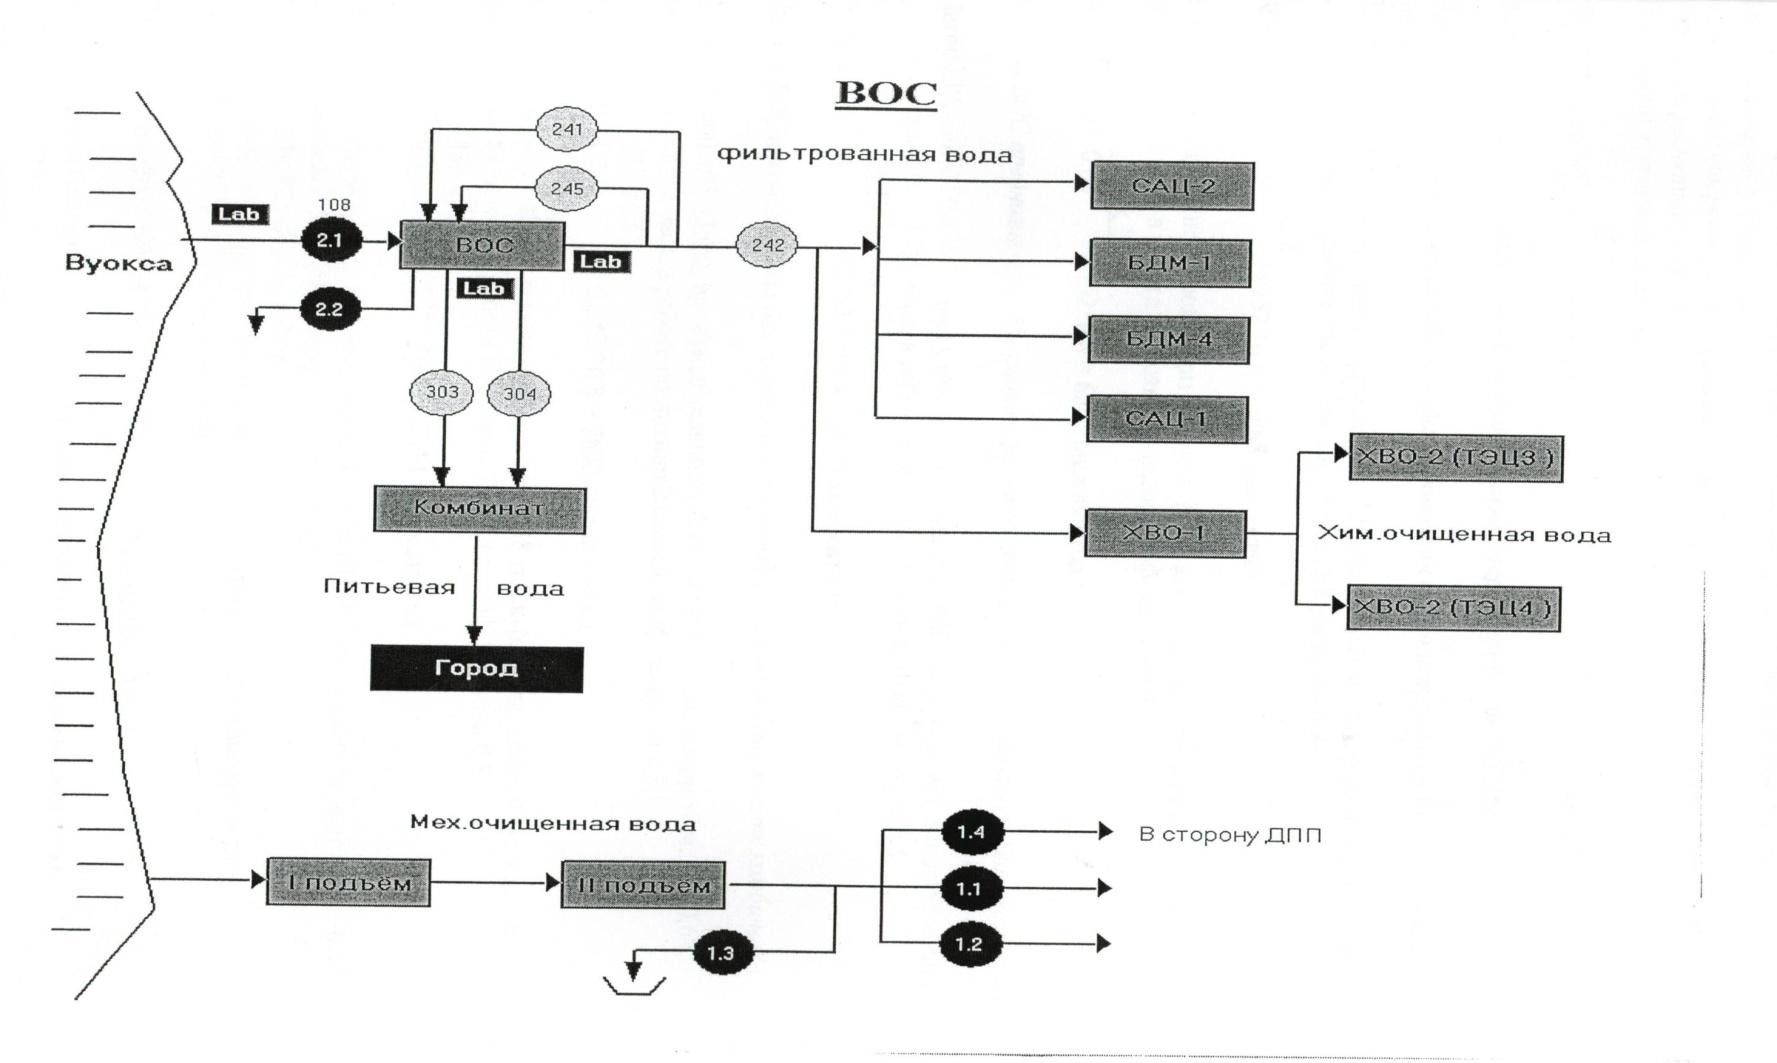 ВОС
241
фильтрованная вода
САЦ-2
245
108
Lab
2.1
ВОС
242
Lab
БДМ-1
Вуокса
Lab
2.2
БДМ-4
303
304
САЦ-1
ХВО-2 (ТЭЦ3 )
Комбинат
ХВО-1
Хим.очищенная вода
Питьевая вода
ХВО-2 (ТЭЦ4 )
Город
Мех.очищенная вода
1.4
В сторону ДПП
I подъём
II подъём
1.1
1.3
1.2